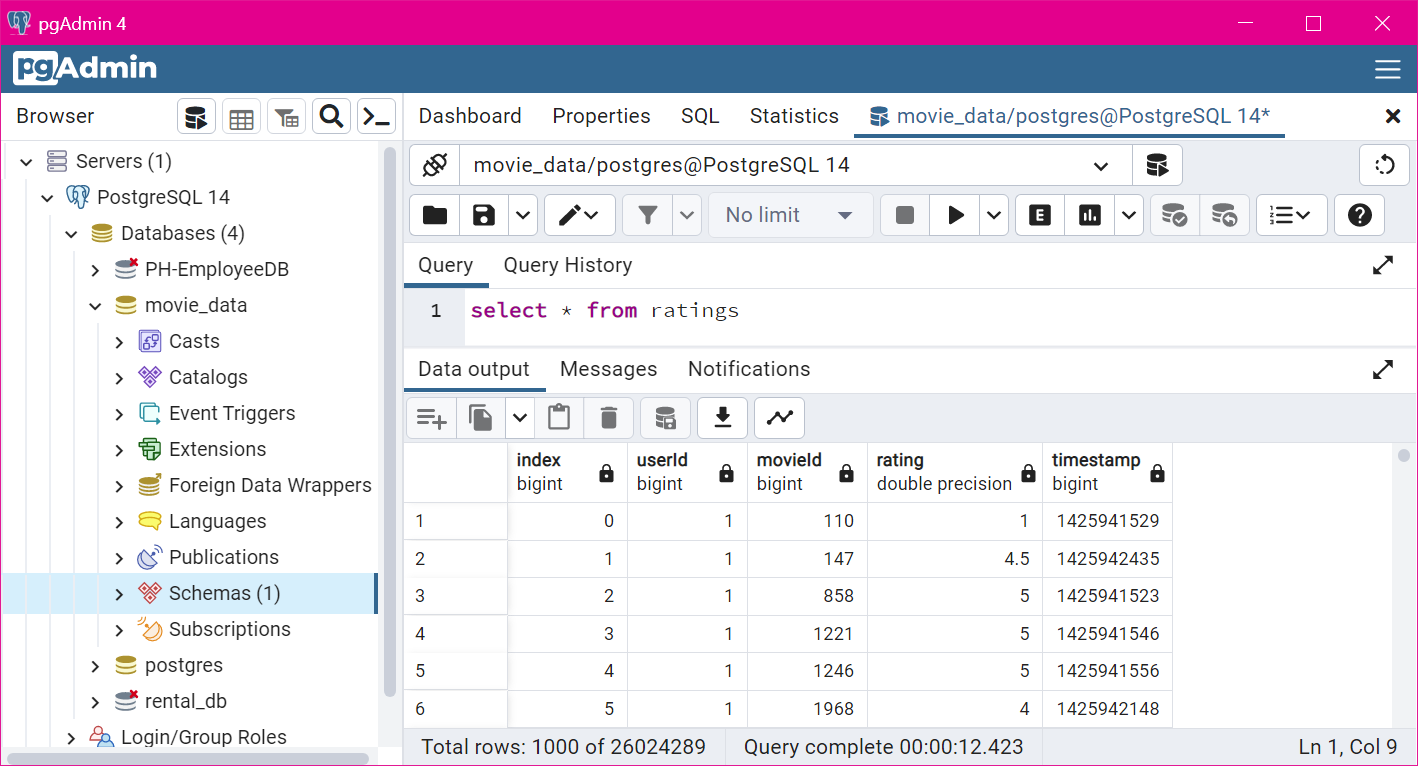 pgAdmin 4
pgAdmin
Browser
Servers (1)
PostgreSQL 14
Databases (4)
PH-EmployeeDB
movie_data
Casts
Catalogs
Event Triggers
Extensions
Foreign Data Wrappers
Languages
Publications
Schemas (1)
Subscriptions
postgres
rental_db
Login/Group Roles
Dashboard Properties SQL Statistics movie_data/postgres@PostgreSQL 14*
movie_data/postgres@PostgreSQL 14
No limit E
Query Query History
1 select * from ratings
Data output Messages Notifications
index userId movieId rating timestamp
bigint bigint bigint double precision bigint
1 0 1 110 1 1425941529
2 1 1 147 4.5 1425942435
3 2 1 858 5 1425941523
4 3 1 1221 5 1425941546
5 4 1 1246 5 1425941556
6 5 1 1968 4 1425942148
Total rows: 1000 of 26024289 Query complete 00:00:12.423 Ln 1, Col 9